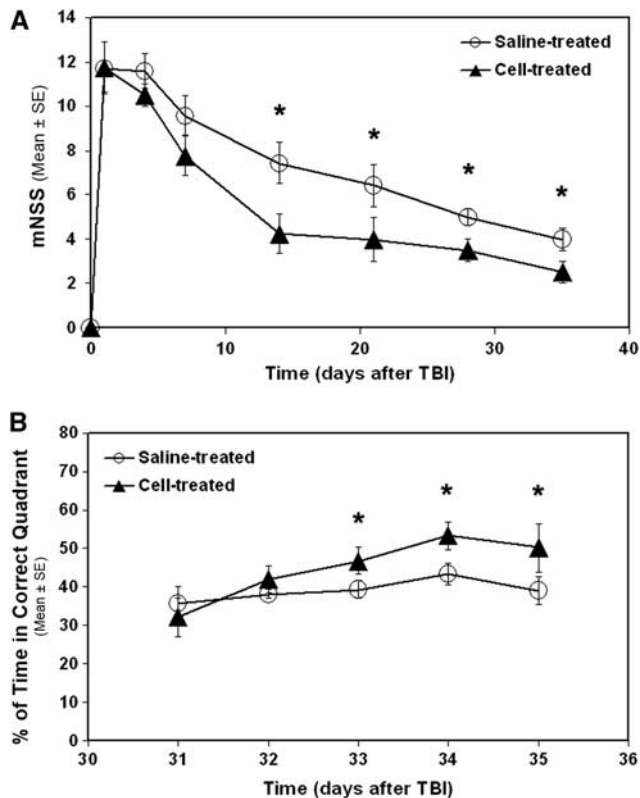 A
14
12
10
8
6
4
2
0
mNSS (Mean ± SE)
Saline-treated
Cell-treated
*
*
*
*
0 10 20 30 40
Time (days after TBI)
B
80
70
60
50
40
30
20
10
0
% of Time in Correct Quadrant
(Mean ± SE)
Saline-treated
Cell-treated
* * *
30 31 32 33 34 35 36
Time (days after TBI)